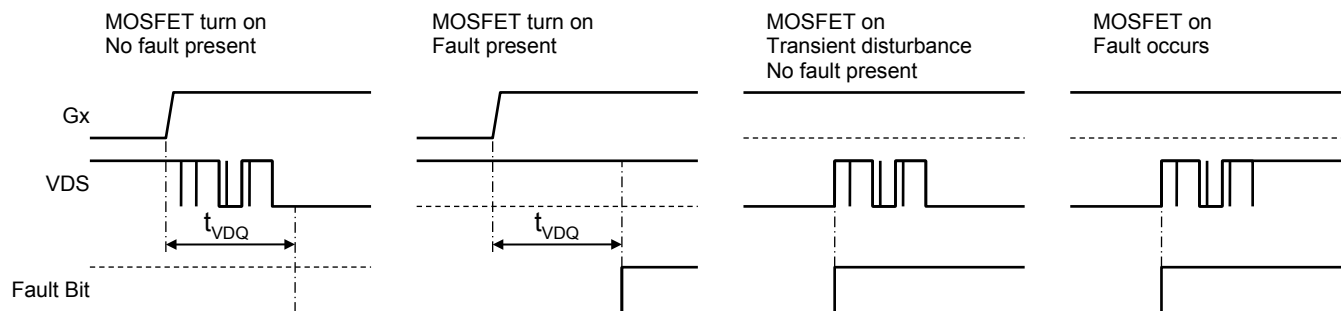 MOSFET turn on
No fault present
MOSFET turn on
Fault present
MOSFET on
Transient disturbance
No fault present
MOSFET on
Fault occurs
Gx
VDS
tVDQ
tVDQ
Fault Bit